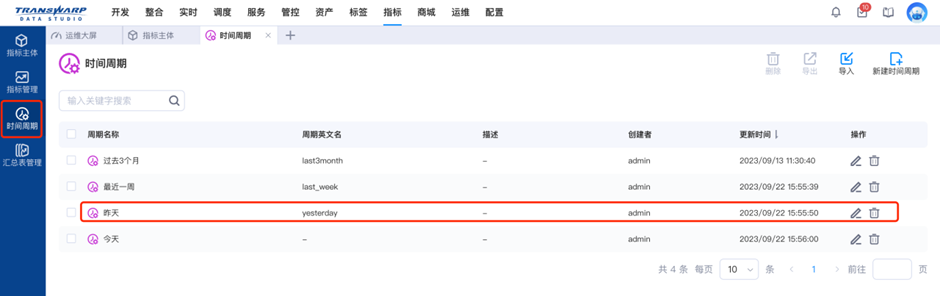 TRANSWARP
DATA STUDIO
开发 整合 实时 调度 服务 管控 资产 标签 指标 商城 运维 配置
10
指标主体
指标管理
时间周期
汇总表管理
运维大屏 指标主体 时间周期
时间周期
删除 导出 导入 新建时间周期
输入关键字搜索
周期名称 周期英文名 描述 创建者 更新时间 操作
过去3个月 last3month – admin 2023/09/13 11:30:40
最近一周 last_week – admin 2023/09/22 15:55:39
昨天 yesterday – admin 2023/09/22 15:55:50
今天 – – admin 2023/09/22 15:56:00
共 4 条 每页 10 条 1 前往 页